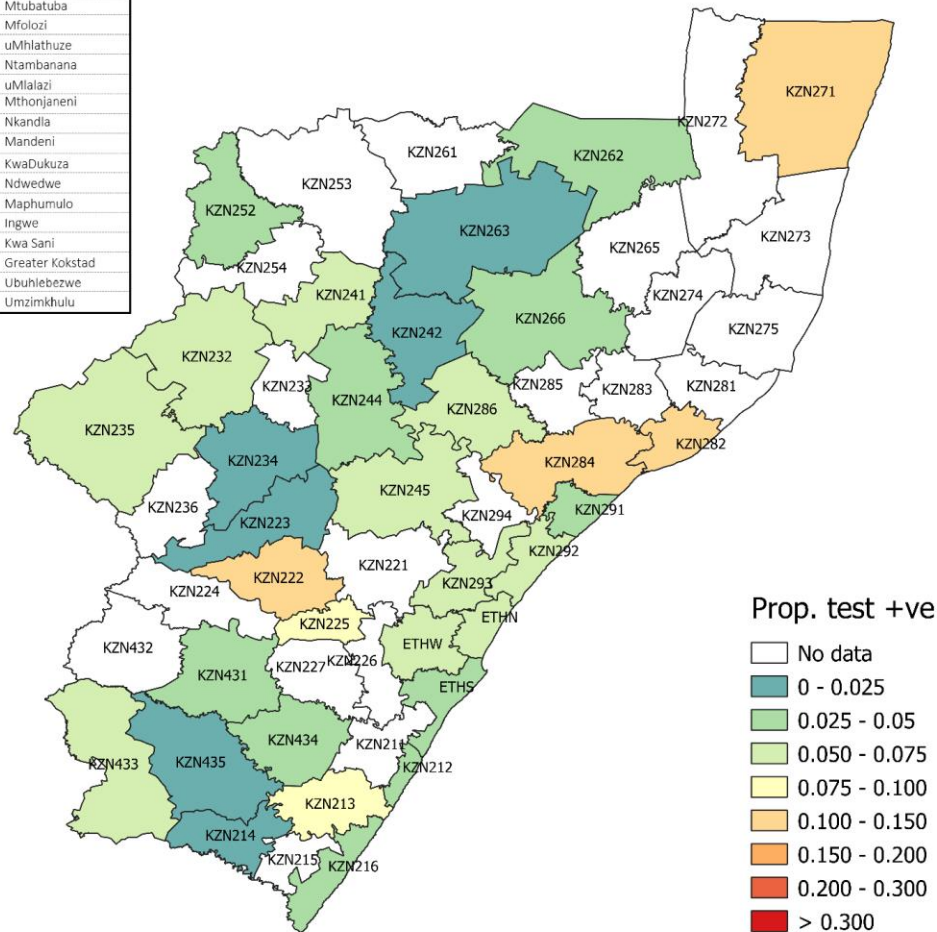 Mtubatuba
Mfolozi
uMhlathuze
Ntambanana
uMlalazi
Mthonjaneni
Nkandla
Mandeni
KwaDukuza
Ndwedwe
Maphumulo
Ingwe
Kwa Sani
Greater Kokstad
Ubuhlebezwe
Umzimkhulu
KZN271
KZN272
KZN261
KZN262
KZN253
KZN252
KZN263
KZN273
KZN265
KZN254
KZN241
KZN274
KZN266
KZN275
KZN242
KZN232
KZN233
KZN285
KZN283
KZN281
KZN244
KZN286
KZN235
KZN282
KZN234
KZN284
KZN245
KZN236
KZN291
KZN294
KZN223
KZN292
KZN221
KZN222
KZN293
KZN224
ETHN
KZN225
ETHW
KZN432
KZN227
KZN226
KZN431
ETHS
KZN434
KZN211
KZN433
KZN435
KZN212
KZN213
KZN214
KZN215
KZN216
Prop. test +ve
No data
0 - 0.025
0.025 - 0.05
0.050 - 0.075
0.075 - 0.100
0.100 - 0.150
0.150 - 0.200
0.200 - 0.300
> 0.300